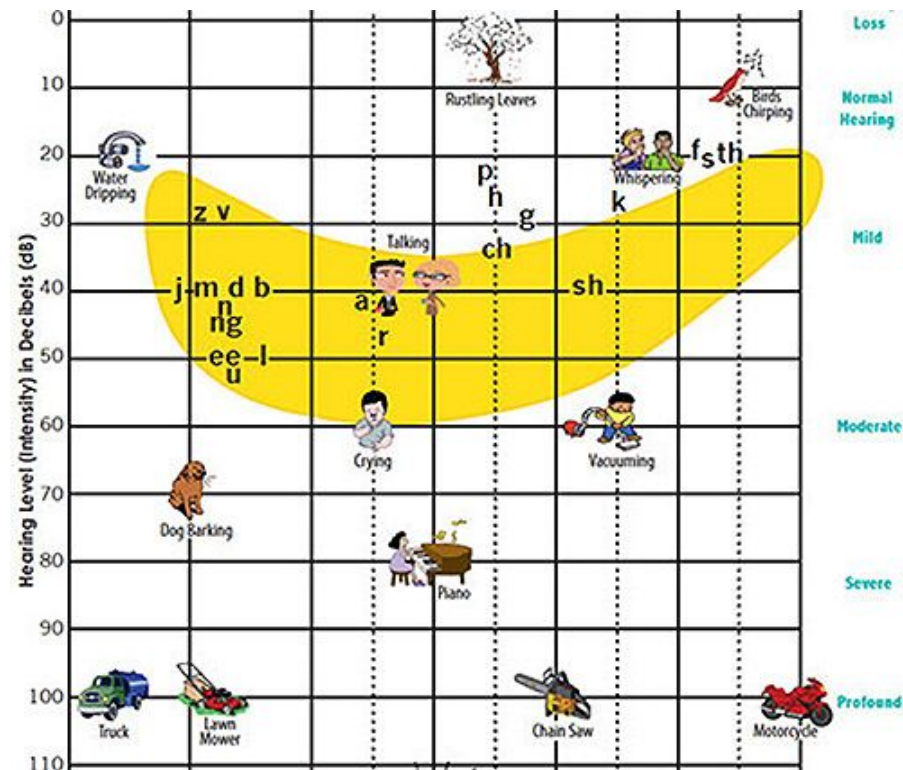 0
Loss
Rustling Leaves
10
Birds
Chirping
Normal
Hearing
20
Water
Dripping
Whispering
f s th
p
h
k
z v
g
30
Talking
ch
Mild
40
j m d b
a
sh
n
ng
r
50
ee l
u
60
Crying
Vacuuming
Moderate
70
Dog Barking
80
Piano
Severe
90
100
Truck
Lawn
Mower
Chain Saw
Motorcycle
Profound
110
Hearing Level (Intensity) in Decibels (dB)